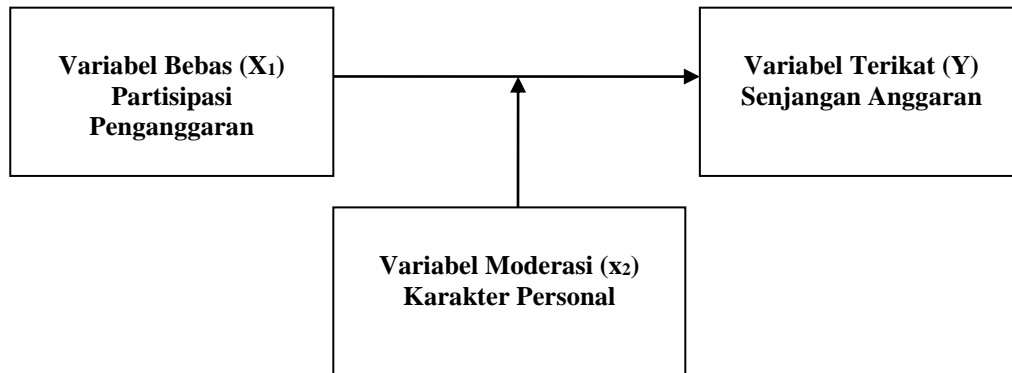 Variabel Bebas (X₁)
Partisipasi
Penganggaran
Variabel Terikat (Y)
Senjangan Anggaran
Variabel Moderasi (x₂)
Karakter Personal